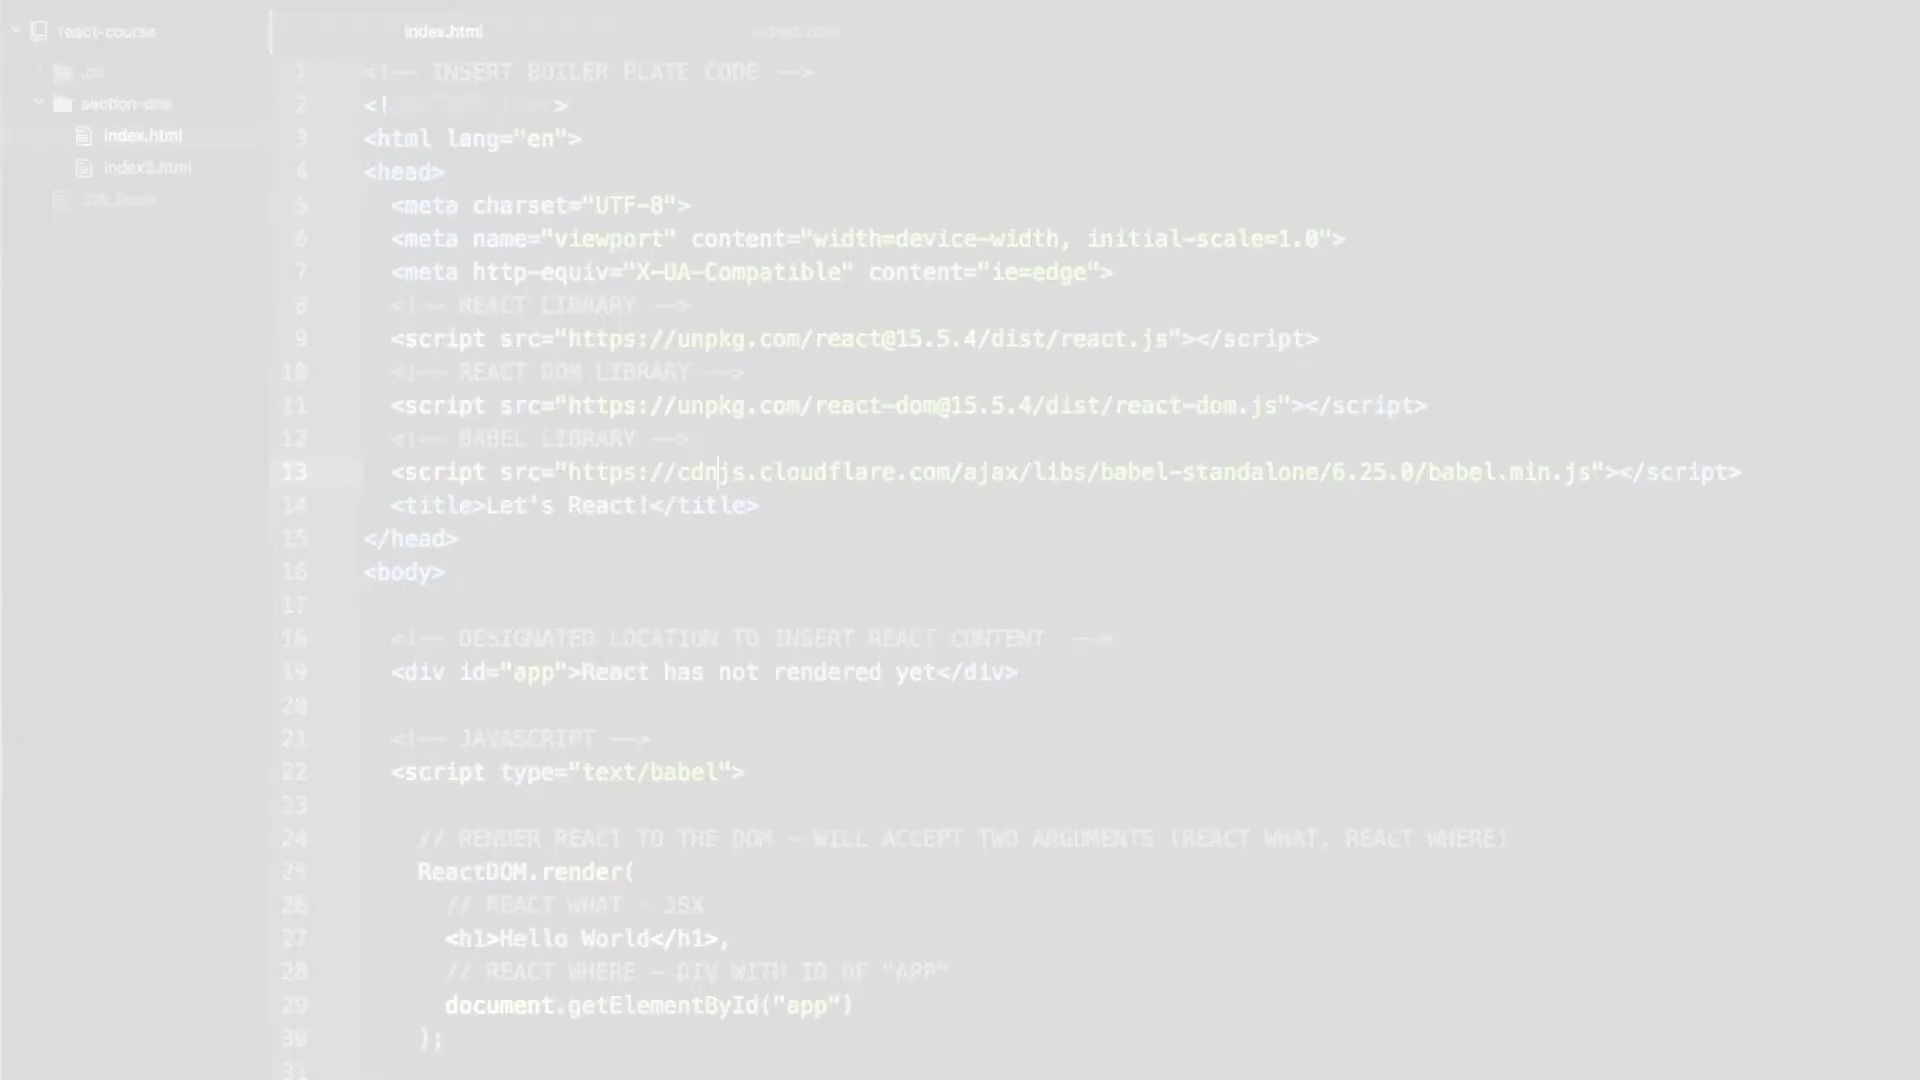 react-course
.git
section-one
index.html
index2.html
.DS_Store
index.html
index2.html
1 <!-- INSERT BOILER PLATE CODE -->
2 <! >
3 <html lang="en">
4 <head>
5 <meta charset="UTF-8">
6 <meta name="viewport" content="width=device-width, initial-scale=1.0">
7 <meta http-equiv="X-UA-Compatible" content="ie=edge">
8 <!-- REACT LIBRARY -->
9 <script src="https://unpkg.com/react@15.5.4/dist/react.js"></script>
10 <!-- REACT DOM LIBRARY -->
11 <script src="https://unpkg.com/react-dom@15.5.4/dist/react-dom.js"></script>
12 <!-- BABEL LIBRARY -->
13 <script src="https://cdnjs.cloudflare.com/ajax/libs/babel-standalone/6.25.0/babel.min.js"></script>
14 <title>Let's React!</title>
15 </head>
16 <body>
17
18 <!-- DESIGNATED LOCATION TO INSERT REACT CONTENT -->
19 <div id="app">React has not rendered yet</div>
20
21 <!-- JAVASCRIPT -->
22 <script type="text/babel">
23
24 // RENDER REACT TO THE DOM - WILL ACCEPT TWO ARGUMENTS (REACT WHAT, REACT WHERE)
25 ReactDOM.render(
26 // REACT WHAT - JSX
27 <h1>Hello World</h1>,
28 // REACT WHERE - DIV WITH ID OF "APP"
29 document.getElementById("app")
30 );
31